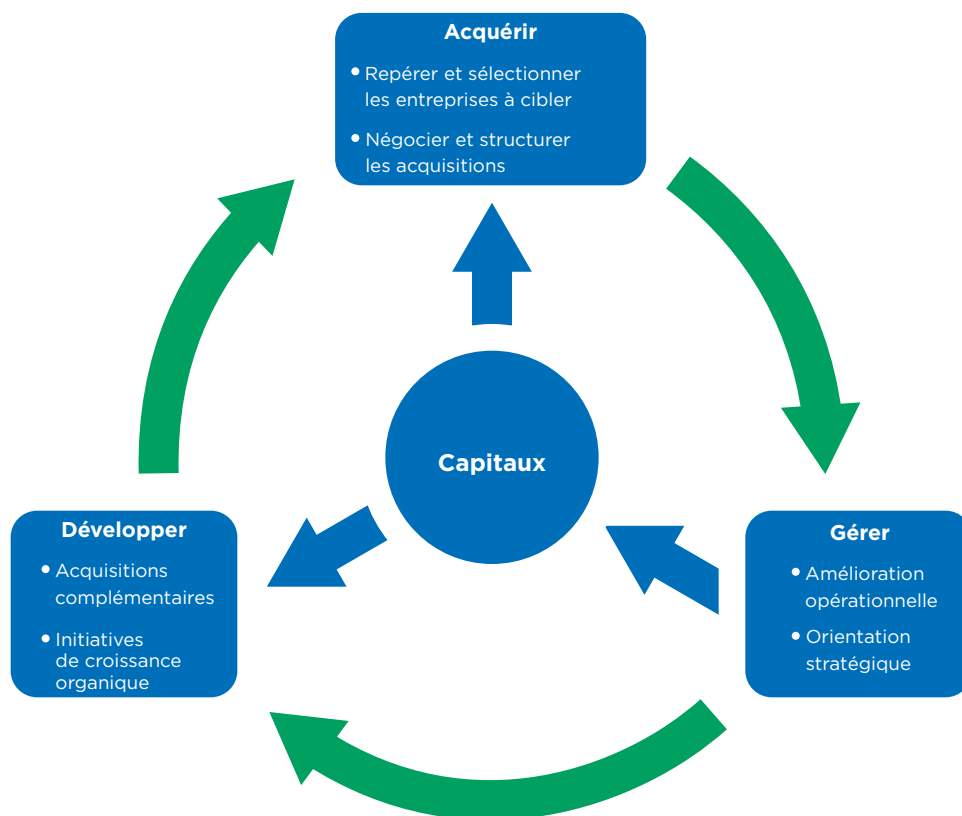 Acquérir
• Repérer et sélectionner
les entreprises à cibler
• Négocier et structurer
les acquisitions
Capitaux
Développer
• Acquisitions
complémentaires
• Initiatives
de croissance
organique
Gérer
• Amélioration
opérationnelle
• Orientation
stratégique